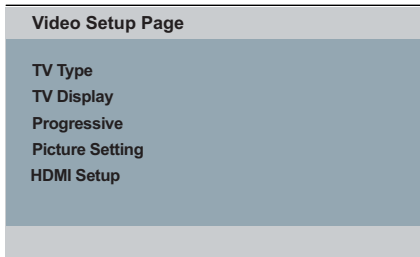 Video Setup Page
TV Type
TV Display
Progressive
Picture Setting
HDMI Setup